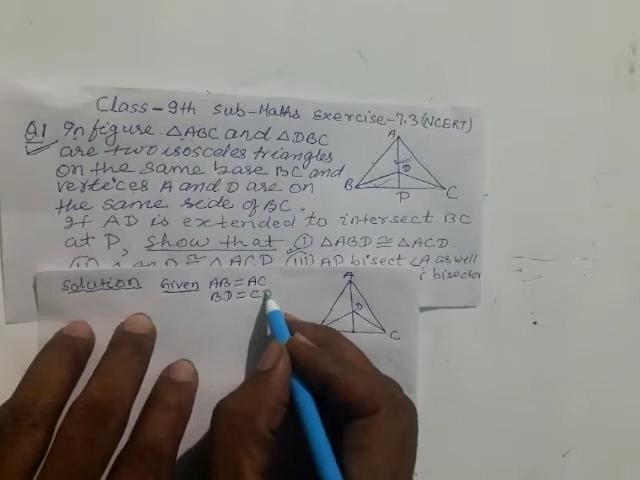 Class-9th Sub-Maths Exercise-7.3(NCERT)
Q1 In figure △ABC and △DBC
are two isosceles triangles
on the same base BC and
vertices A and D are on
the same side of BC.
If AD is extended to intersect BC
at P, show that (i) △ABD ≅ △ACD.
(iii) AP bisect ∠A as well
bisector
A
D
B
P
C
Solution Given AB=AC
BD=CD
A
D
C